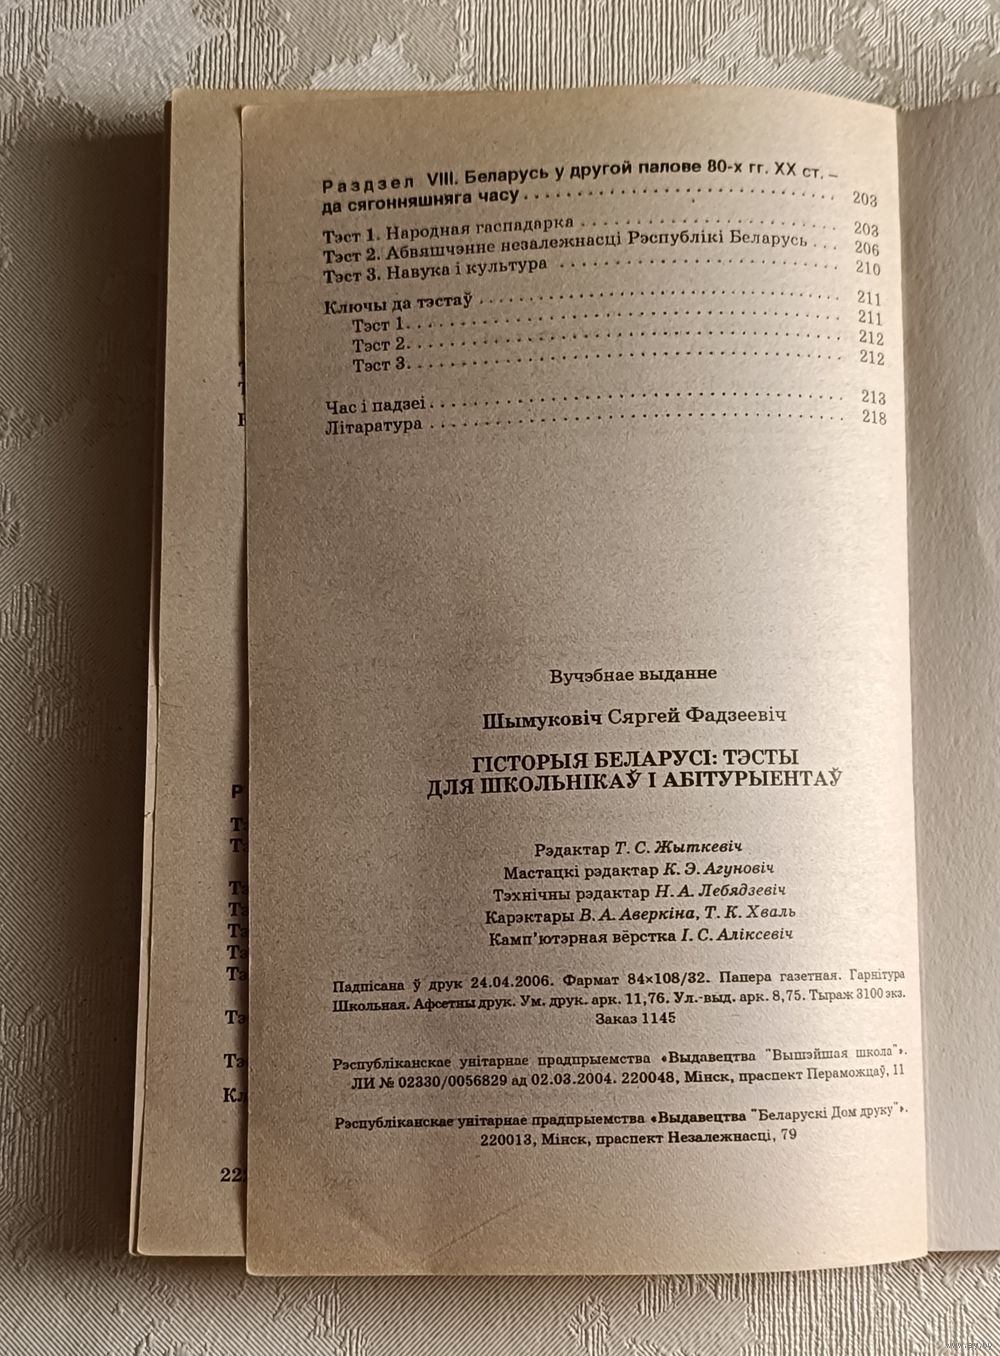 Раздзел VIII. Беларусь у другой палове 80-х гг. XX ст. –
да сягонняшняга часу . . . . . . . . . . . . . . . . . . . . . . . . . . . . 203
Тэст 1. Народная гаспадарка . . . . . . . . . . . . . . . . . . . . . . . 203
Тэст 2. Абвяшчэнне незалежнасці Рэспублікі Беларусь . . . 206
Тэст 3. Навука і культура . . . . . . . . . . . . . . . . . . . . . . . . . 210
Ключы да тэстаў . . . . . . . . . . . . . . . . . . . . . . . . . . . . . . . 211
Тэст 1. . . . . . . . . . . . . . . . . . . . . . . . . . . . . . . . . . . . . . 211
Тэст 2. . . . . . . . . . . . . . . . . . . . . . . . . . . . . . . . . . . . . . 212
Тэст 3. . . . . . . . . . . . . . . . . . . . . . . . . . . . . . . . . . . . . . 212
Час і падзеі . . . . . . . . . . . . . . . . . . . . . . . . . . . . . . . . . . . 213
Літаратура . . . . . . . . . . . . . . . . . . . . . . . . . . . . . . . . . . . 218
Вучэбнае выданне
Шымуковіч Сяргей Фадзеевіч
ГІСТОРЫЯ БЕЛАРУСІ: ТЭСТЫ
ДЛЯ ШКОЛЬНІКАЎ І АБІТУРЫЕНТАЎ
Рэдактар Т. С. Жыткевіч
Мастацкі рэдактар К. Э. Агуновіч
Тэхнічны рэдактар Н. А. Лебядзевіч
Карэктары В. А. Аверкіна, Т. К. Хваль
Камп'ютэрная вёрстка І. С. Аліксевіч
Падпісана ў друк 24.04.2006. Фармат 84×108/32. Папера газетная. Гарнітура
Школьная. Афсетны друк. Ум. друк. арк. 11,76. Ул.-выд. арк. 8,75. Тыраж 3100 экз.
Заказ 1145
Рэспубліканскае унітарнае прадпрыемства «Выдавецтва "Вышэйшая школа"».
ЛИ № 02330/0056829 ад 02.03.2004. 220048, Мінск, праспект Пераможцаў, 11
Рэспубліканскае унітарнае прадпрыемства «Выдавецтва "Беларускі Дом друку"».
220013, Мінск, праспект Незалежнасці, 79